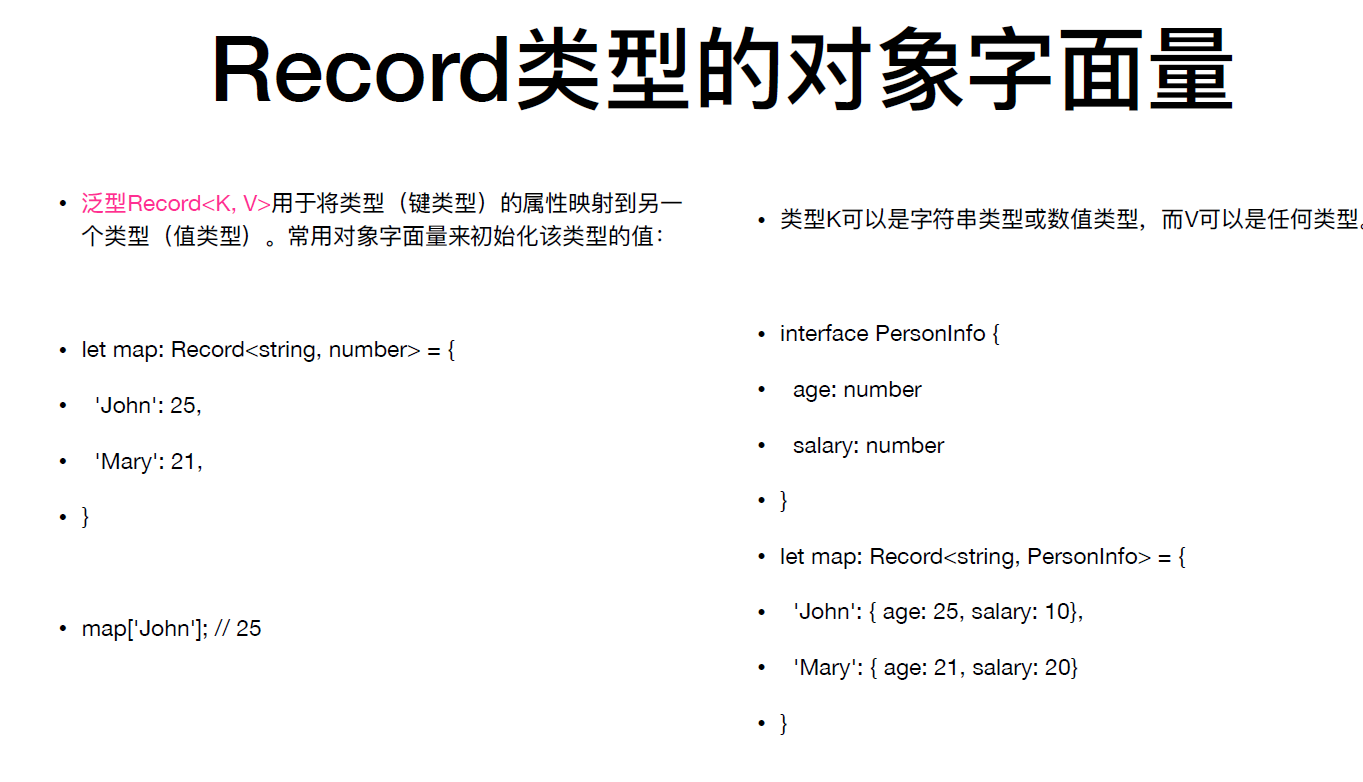 Record类型的对象字面量
• 泛型Record<K, V>用于将类型（键类型）的属性映射到另一
个类型（值类型）。常用对象字面量来初始化该类型的值：
• let map: Record<string, number> = {
• 'John': 25,
• 'Mary': 21,
• }
• map['John']; // 25
• 类型K可以是字符串类型或数值类型，而V可以是任何类型。
• interface PersonInfo {
• age: number
• salary: number
• }
• let map: Record<string, PersonInfo> = {
• 'John': { age: 25, salary: 10},
• 'Mary': { age: 21, salary: 20}
• }